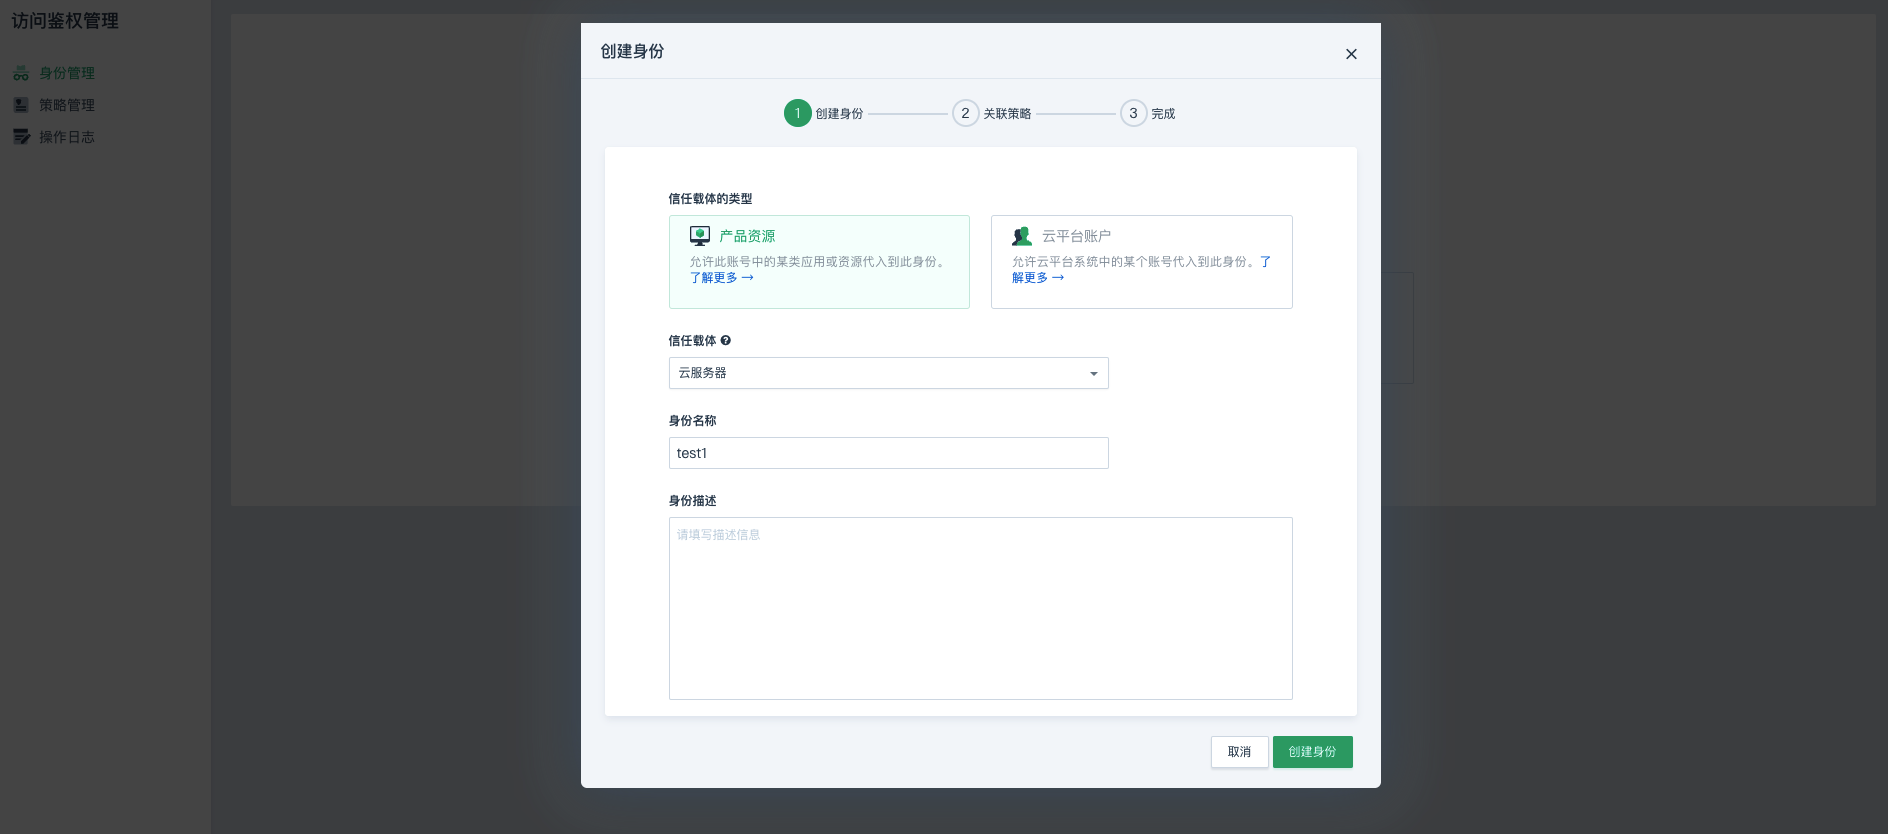 访问鉴权管理
身份管理
策略管理
操作日志
创建身份
1 创建身份
2 关联策略
3 完成
信任载体的类型
产品资源
允许此账号中的某类应用或资源代入到此身份。
了解更多 →
云平台账户
允许云平台系统中的某个账号代入到此身份。了
解更多 →
信任载体
云服务器
身份名称
test1
身份描述
请填写描述信息
取消
创建身份